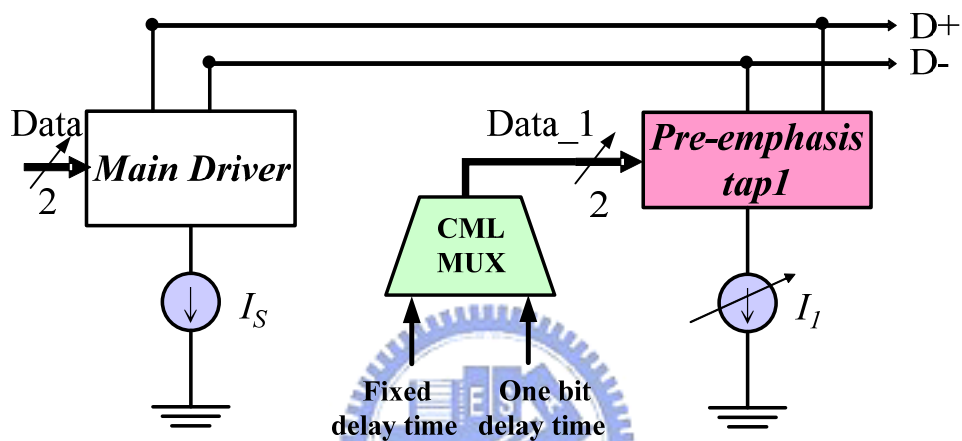 D+
D-
Data
2
Main Driver
Data_1
2
Pre-emphasis
tap1
CML
MUX
I_S
I_1
Fixed
delay time
One bit
delay time
E S